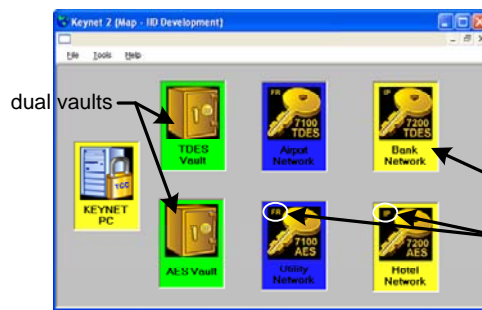 Keynet 2 (Map - IID Development)
File Tools Help
dual vaults
TDES
Vault
FR
7100
TDES
Airport
Network
IP
7200
TDES
Bank
Network
KEYNET
PC
AES Vault
FR
7100
AES
Utility
Network
IP
7200
AES
Hotel
Network